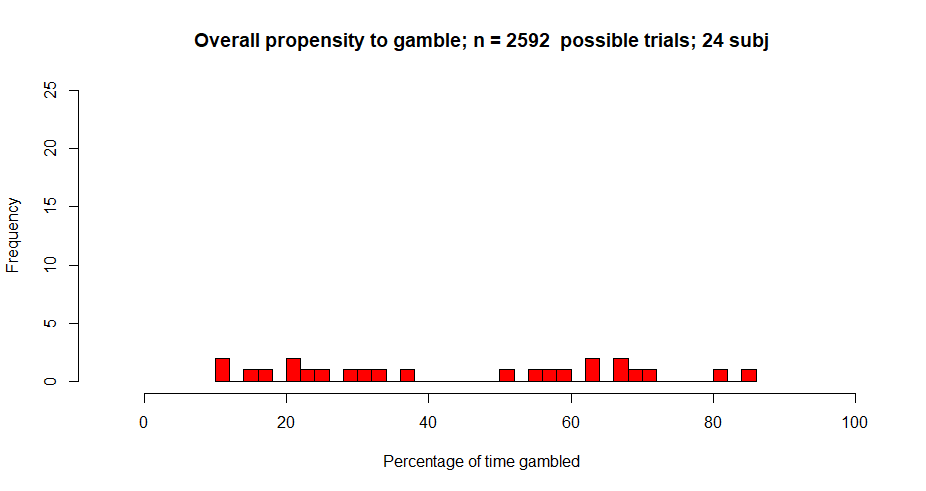 Overall propensity to gamble; n = 2592  possible trials; 24 subj
25
20
15
10
5
0
Frequency
0 20 40 60 80 100
Percentage of time gambled